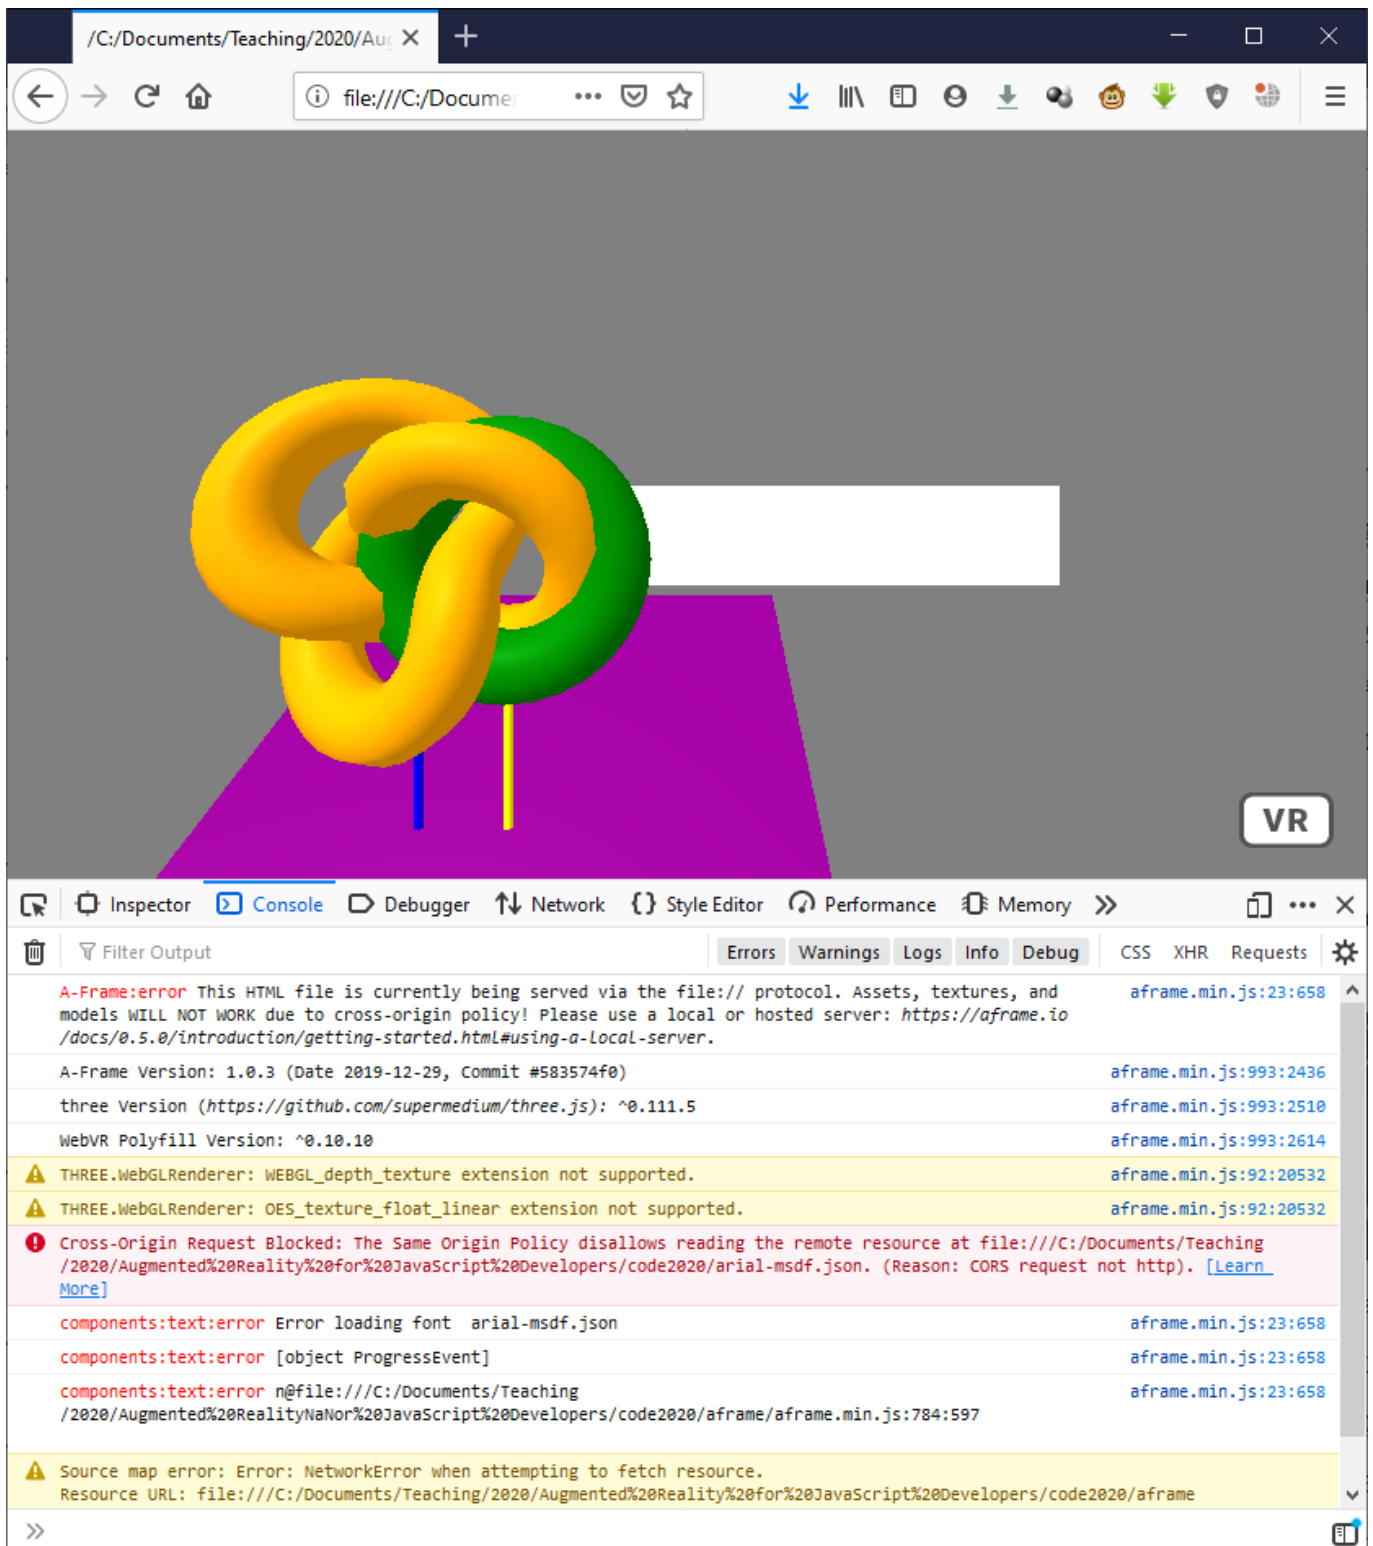 /C:/Documents/Teaching/2020/Aug
file:///C:/Documen
VR
Inspector Console Debugger Network Style Editor Performance Memory
Filter Output Errors Warnings Logs Info Debug CSS XHR Requests
A-Frame:error This HTML file is currently being served via the file:// protocol. Assets, textures, and aframe.min.js:23:658
models WILL NOT WORK due to cross-origin policy! Please use a local or hosted server: https://aframe.io
/docs/0.5.0/introduction/getting-started.html#using-a-local-server.
A-Frame Version: 1.0.3 (Date 2019-12-29, Commit #583574f0) aframe.min.js:993:2436
three Version (https://github.com/supermedium/three.js): ^0.111.5 aframe.min.js:993:2510
WebVR Polyfill Version: ^0.10.10 aframe.min.js:993:2614
THREE.WebGLRenderer: WEBGL_depth_texture extension not supported. aframe.min.js:92:20532
THREE.WebGLRenderer: OES_texture_float_linear extension not supported. aframe.min.js:92:20532
Cross-Origin Request Blocked: The Same Origin Policy disallows reading the remote resource at file:///C:/Documents/Teaching
/2020/Augmented%20Reality%20for%20JavaScript%20Developers/code2020/arial-msdf.json. (Reason: CORS request not http). [Learn
More]
components:text:error Error loading font arial-msdf.json aframe.min.js:23:658
components:text:error [object ProgressEvent] aframe.min.js:23:658
components:text:error n@file:///C:/Documents/Teaching aframe.min.js:23:658
/2020/Augmented%20RealityNaNor%20JavaScript%20Developers/code2020/aframe/aframe.min.js:784:597
Source map error: Error: NetworkError when attempting to fetch resource.
Resource URL: file:///C:/Documents/Teaching/2020/Augmented%20Reality%20for%20JavaScript%20Developers/code2020/aframe